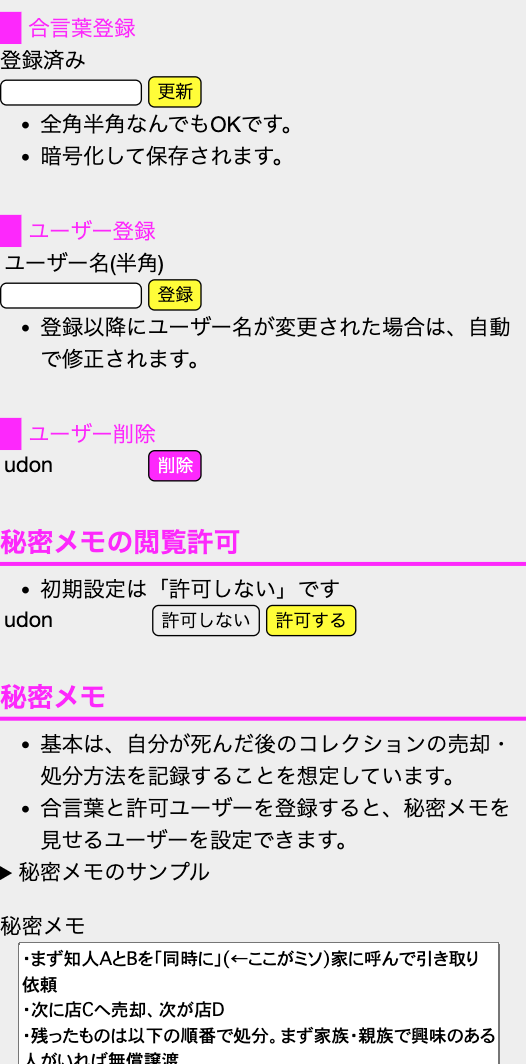 合言葉登録
登録済み
更新
• 全角半角なんでもOKです。
• 暗号化して保存されます。
ユーザー登録
ユーザー名(半角)
登録
• 登録以降にユーザー名が変更された場合は、自動
で修正されます。
ユーザー削除
udon 削除
秘密メモの閲覧許可
• 初期設定は「許可しない」です
udon 許可しない 許可する
秘密メモ
• 基本は、自分が死んだ後のコレクションの売却・
処分方法を記録することを想定しています。
• 合言葉と許可ユーザーを登録すると、秘密メモを
見せるユーザーを設定できます。
▶ 秘密メモのサンプル
秘密メモ
・まず知人AとBを「同時に」(←ここがミソ)家に呼んで引き取り
依頼
・次に店Cへ売却、次が店D
・残ったものは以下の順番で処分。まず家族・親族で興味のある
人がいれば無償譲渡